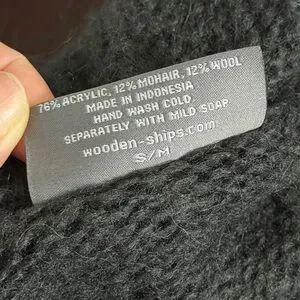 76% ACRYLIC, 12% MOHAIR, 12% WOOL
MADE IN INDONESIA
HAND WASH COLD
SEPARATELY WITH MILD SOAP
wooden-ships.com
S/M